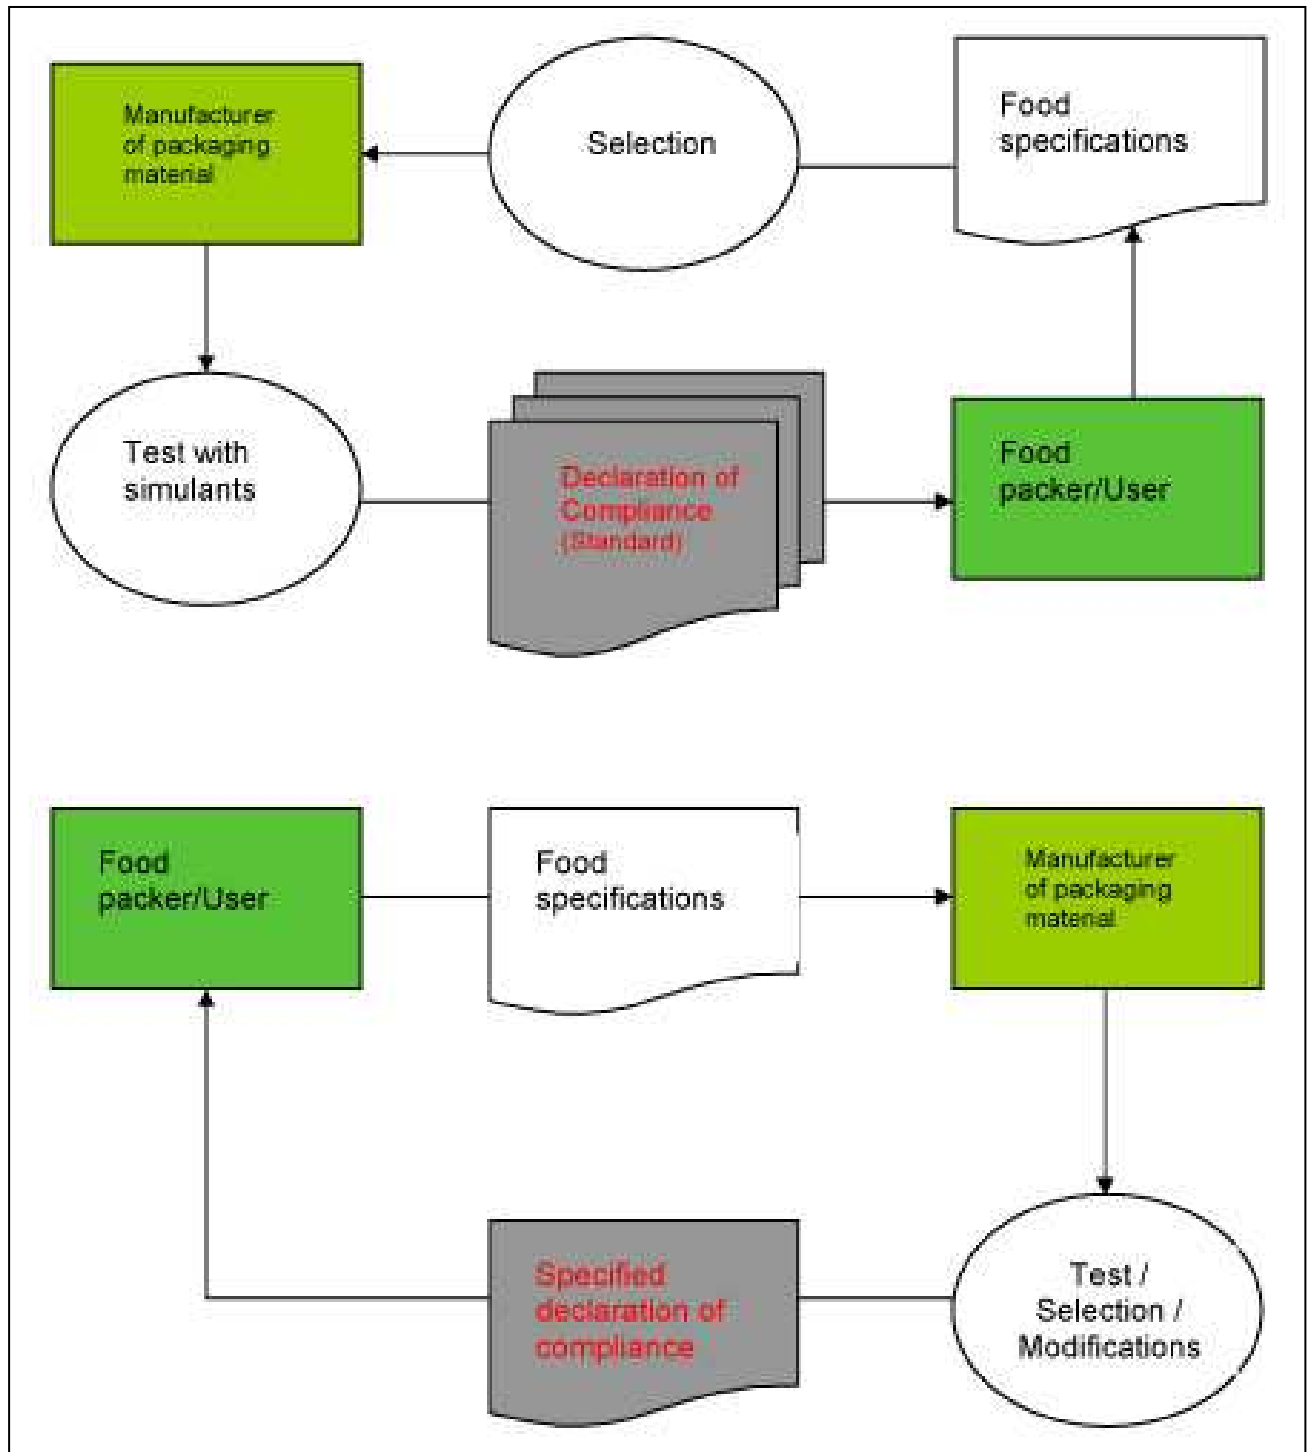 Manufacturer
of packaging
material
Selection
Food
specifications
Test with
simulants
Declaration of
Compliance
(Standard)
Food
packer/User
Food
packer/User
Food
specifications
Manufacturer
of packaging
material
Specified
declaration of
compliance
Test /
Selection /
Modifications